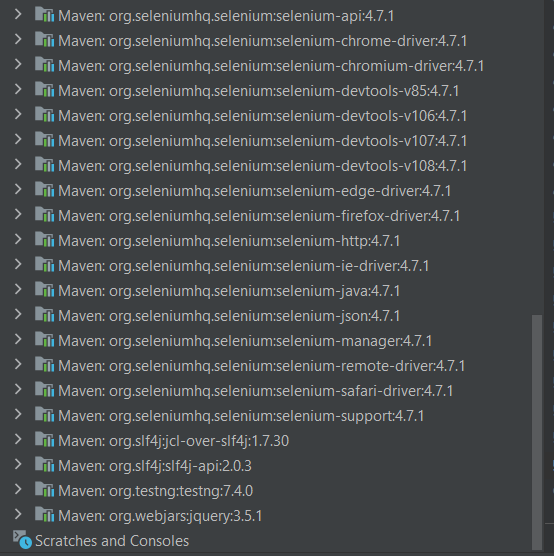 Maven: org.seleniumhq.selenium:selenium-api:4.7.1
Maven: org.seleniumhq.selenium:selenium-chrome-driver:4.7.1
Maven: org.seleniumhq.selenium:selenium-chromium-driver:4.7.1
Maven: org.seleniumhq.selenium:selenium-devtools-v85:4.7.1
Maven: org.seleniumhq.selenium:selenium-devtools-v106:4.7.1
Maven: org.seleniumhq.selenium:selenium-devtools-v107:4.7.1
Maven: org.seleniumhq.selenium:selenium-devtools-v108:4.7.1
Maven: org.seleniumhq.selenium:selenium-edge-driver:4.7.1
Maven: org.seleniumhq.selenium:selenium-firefox-driver:4.7.1
Maven: org.seleniumhq.selenium:selenium-http:4.7.1
Maven: org.seleniumhq.selenium:selenium-ie-driver:4.7.1
Maven: org.seleniumhq.selenium:selenium-java:4.7.1
Maven: org.seleniumhq.selenium:selenium-json:4.7.1
Maven: org.seleniumhq.selenium:selenium-manager:4.7.1
Maven: org.seleniumhq.selenium:selenium-remote-driver:4.7.1
Maven: org.seleniumhq.selenium:selenium-safari-driver:4.7.1
Maven: org.seleniumhq.selenium:selenium-support:4.7.1
Maven: org.slf4j:jcl-over-slf4j:1.7.30
Maven: org.slf4j:slf4j-api:2.0.3
Maven: org.testng:testng:7.4.0
Maven: org.webjars:jquery:3.5.1
Scratches and Consoles